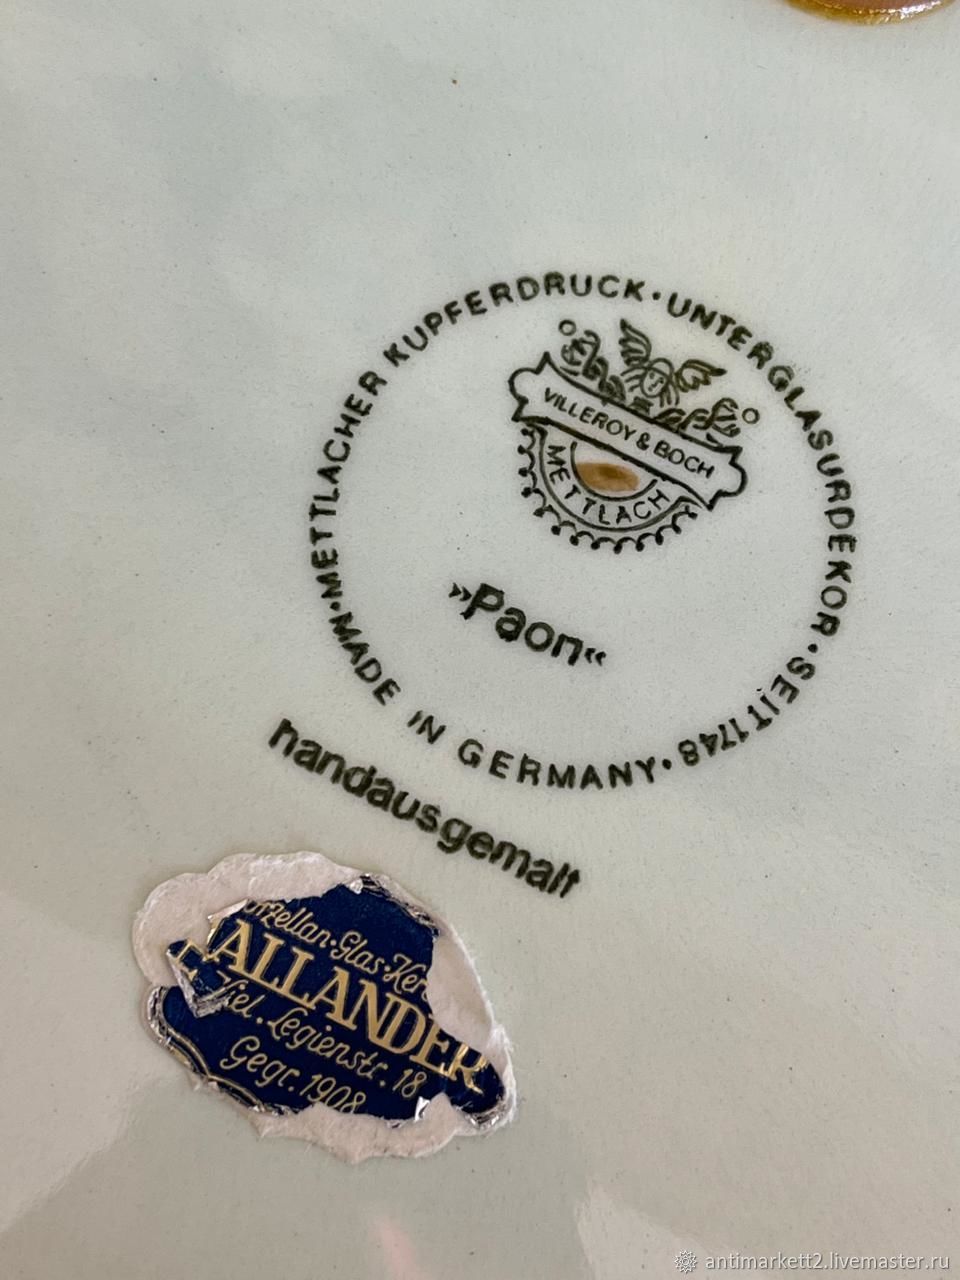 METTLACHER KUPFERDRUCK · UNTERGLASURDEKOR · SEIT 1748 · MADE IN GERMANY ·
VILLEROY & BOCH
METTLACH
»Paon«
handausgemalt
Glas
Legienstr. 18
Gegr. 1908
antimarkett2.livemaster.ru